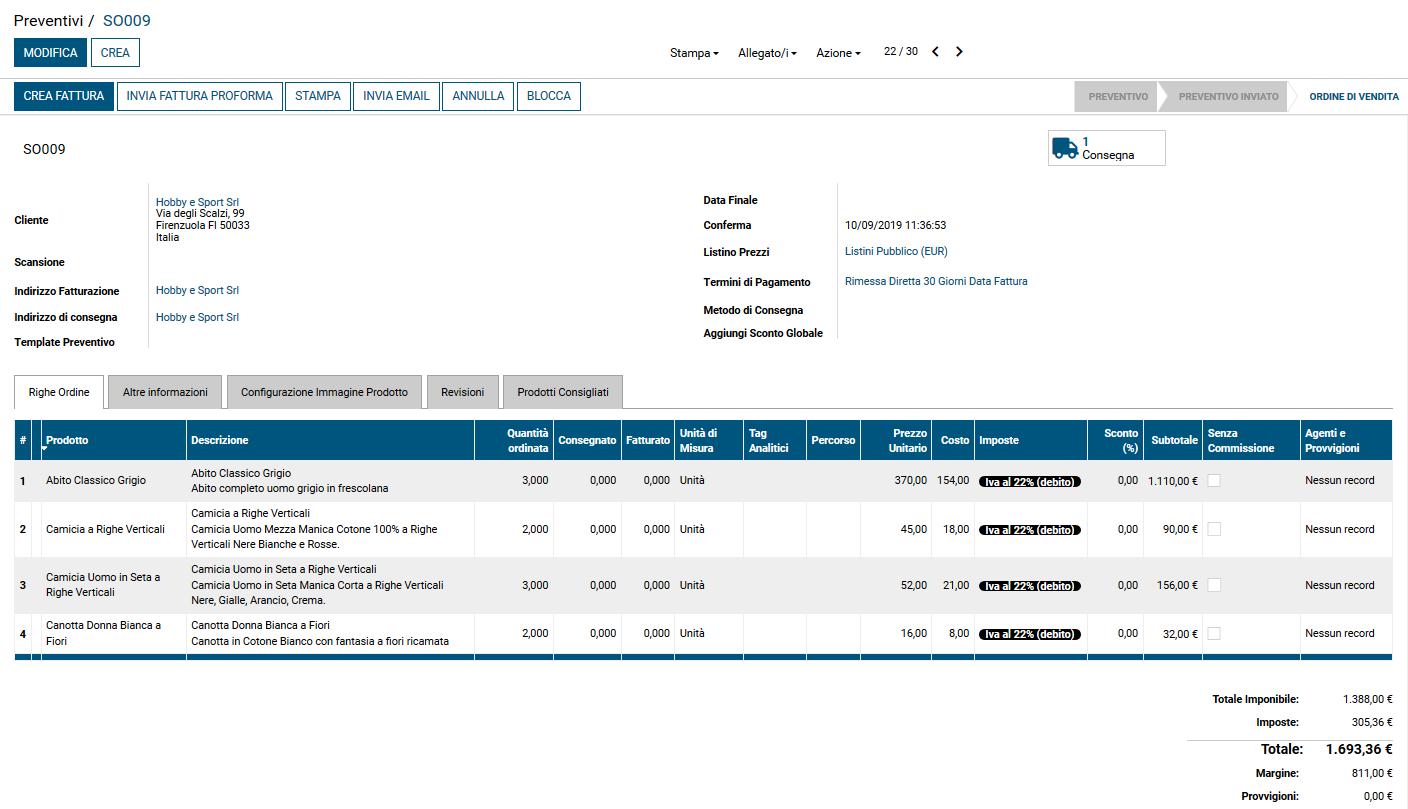 Preventivi / SO009
MODIFICA CREA
Stampa Allegato/i Azione 22 / 30
CREA FATTURA INVIA FATTURA PROFORMA STAMPA INVIA EMAIL ANNULLA BLOCCA
PREVENTIVO PREVENTIVO INVIATO ORDINE DI VENDITA
SO009
1
Consegna
Cliente
Hobby e Sport Srl
Via degli Scalzi, 99
Firenzuola FI 50033
Italia
Scansione
Indirizzo Fatturazione Hobby e Sport Srl
Indirizzo di consegna Hobby e Sport Srl
Template Preventivo
Data Finale
Conferma 10/09/2019 11:36:53
Listino Prezzi Listini Pubblico (EUR)
Termini di Pagamento Rimessa Diretta 30 Giorni Data Fattura
Metodo di Consegna
Aggiungi Sconto Globale
Righe Ordine Altre informazioni Configurazione Immagine Prodotto Revisioni Prodotti Consigliati
# Prodotto Descrizione Quantità ordinata Consegnato Fatturato Unità di Misura Tag Analitici Percorso Prezzo Unitario Costo Imposte Sconto (%) Subtotale Senza Commissione Agenti e Provvigioni
1 Abito Classico Grigio Abito Classico Grigio 3,000 0,000 0,000 Unità 370,00 154,00 Iva al 22% (debito) 0,00 1.110,00 € Nessun record
Abito completo uomo grigio in frescolana
Camicia a Righe Verticali
2 Camicia a Righe Verticali Camicia Uomo Mezza Manica Cotone 100% a Righe 2,000 0,000 0,000 Unità 45,00 18,00 Iva al 22% (debito) 0,00 90,00 € Nessun record
Verticali Nere Bianche e Rosse.
Camicia Uomo in Seta a Righe Verticali
3 Camicia Uomo in Seta a Righe Verticali Camicia Uomo in Seta Manica Corta a Righe Verticali 3,000 0,000 0,000 Unità 52,00 21,00 Iva al 22% (debito) 0,00 156,00 € Nessun record
Nere, Gialle, Arancio, Crema.
4 Canotta Donna Bianca a Fiori Canotta Donna Bianca a Fiori 2,000 0,000 0,000 Unità 16,00 8,00 Iva al 22% (debito) 0,00 32,00 € Nessun record
Canotta in Cotone Bianco con fantasia a fiori ricamata
Totale Imponibile: 1.388,00 €
Imposte: 305,36 €
Totale: 1.693,36 €
Margine: 811,00 €
Provvigioni: 0,00 €